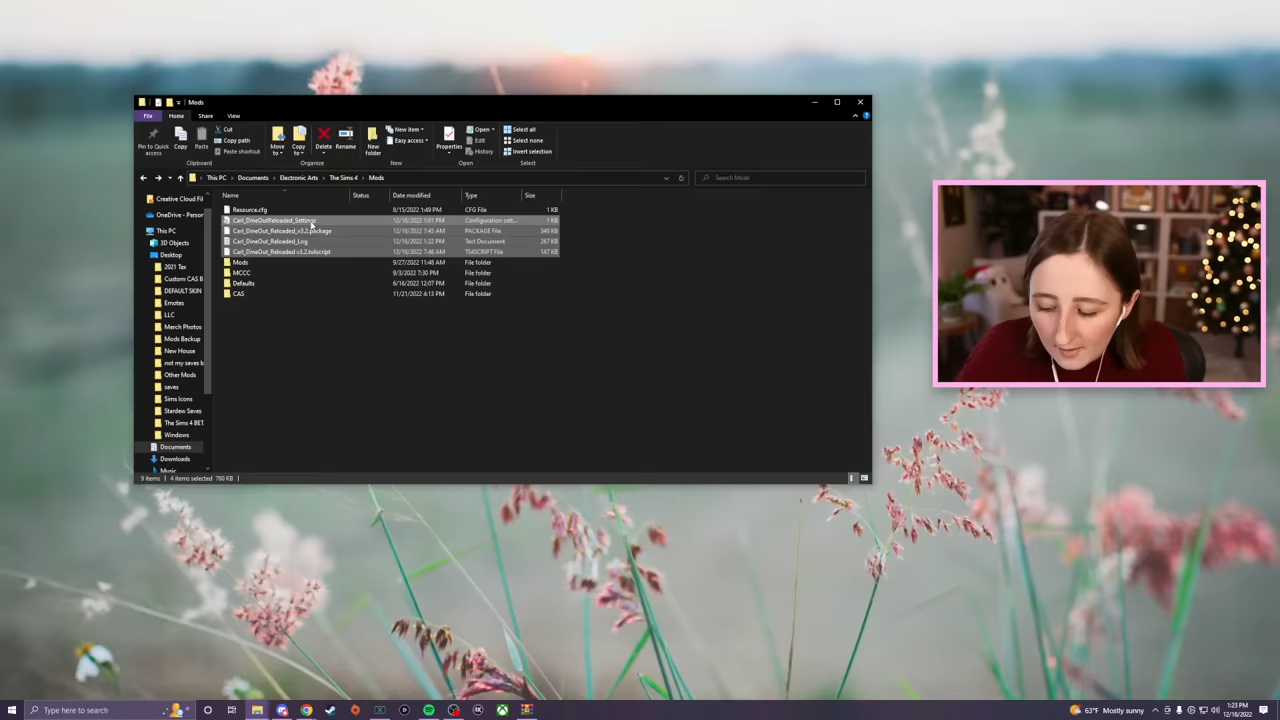 Mods
File
Home
Share
View
Pin to Quick access
Copy
Paste
Cut
Copy path
Paste shortcut
Clipboard
Move to
Copy to
Delete
Rename
Organize
New folder
New item
Easy access
New
Properties
Open
Edit
History
Open
Select all
Select none
Invert selection
Select
This PC > Documents > Electronic Arts > The Sims 4 > Mods
Search Mods
Name Status Date modified Type Size
Resource.cfg 8/15/2022 1:49 PM CFG File 1 KB
Carl_DineOutReloaded_Settings 12/16/2022 1:01 PM Configuration sett... 1 KB
Carl_DineOut_Reloaded_v3.2.package 12/16/2022 7:45 AM PACKAGE File 349 KB
Carl_DineOut_Reloaded_Log 12/16/2022 1:22 PM Text Document 267 KB
Carl_DineOut_Reloaded v3.2.ts4script 12/16/2022 7:46 AM TS4SCRIPT File 147 KB
Mods 9/27/2022 11:48 AM File folder
MCCC 9/3/2022 7:30 PM File folder
Defaults 6/16/2022 12:07 PM File folder
CAS 11/21/2022 4:13 PM File folder
Creative Cloud Fil
OneDrive - Person
This PC
3D Objects
Desktop
2021 Tax
Custom CAS B
DEFAULT SKIN
Emotes
LLC
Merch Photos
Mods Backup
New House
not my saves b
Other Mods
saves
Sims Icons
Stardew Saves
The Sims 4 BET
Windows
Documents
Downloads
Music
9 items 4 items selected 760 KB
Type here to search
63°F Mostly sunny
1:23 PM
12/16/2022